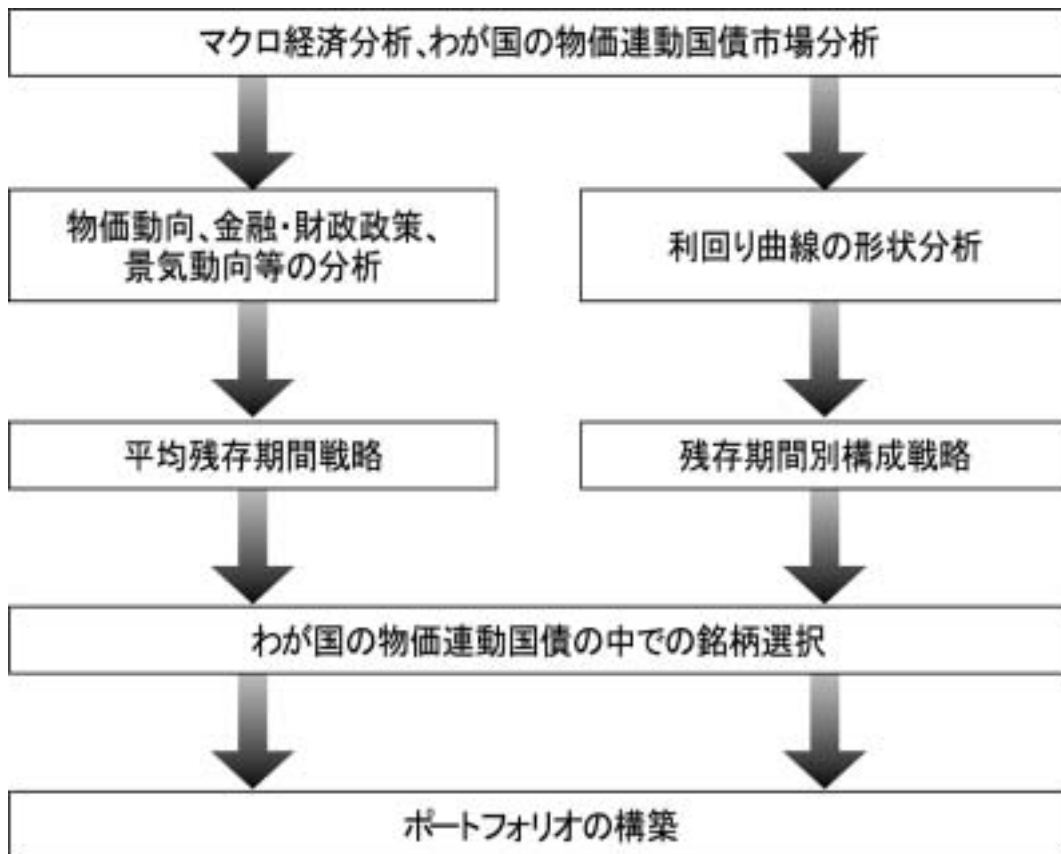 マクロ経済分析、わが国の物価連動国債市場分析
物価動向、金融・財政政策、
景気動向等の分析
利回り曲線の形状分析
平均残存期間戦略
残存期間別構成戦略
わが国の物価連動国債の中での銘柄選択
ポートフォリオの構築